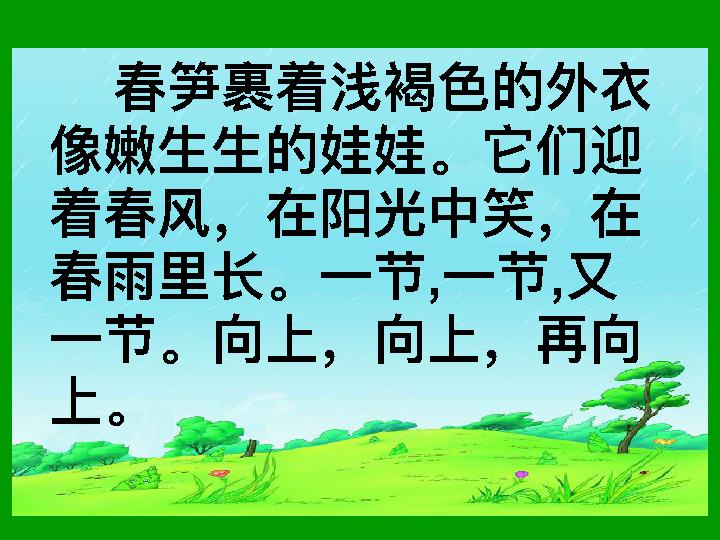 春笋裹着浅褐色的外衣
像嫩生生的娃娃。它们迎
着春风，在阳光中笑，在
春雨里长。一节,一节,又
一节。向上，向上，再向
上。